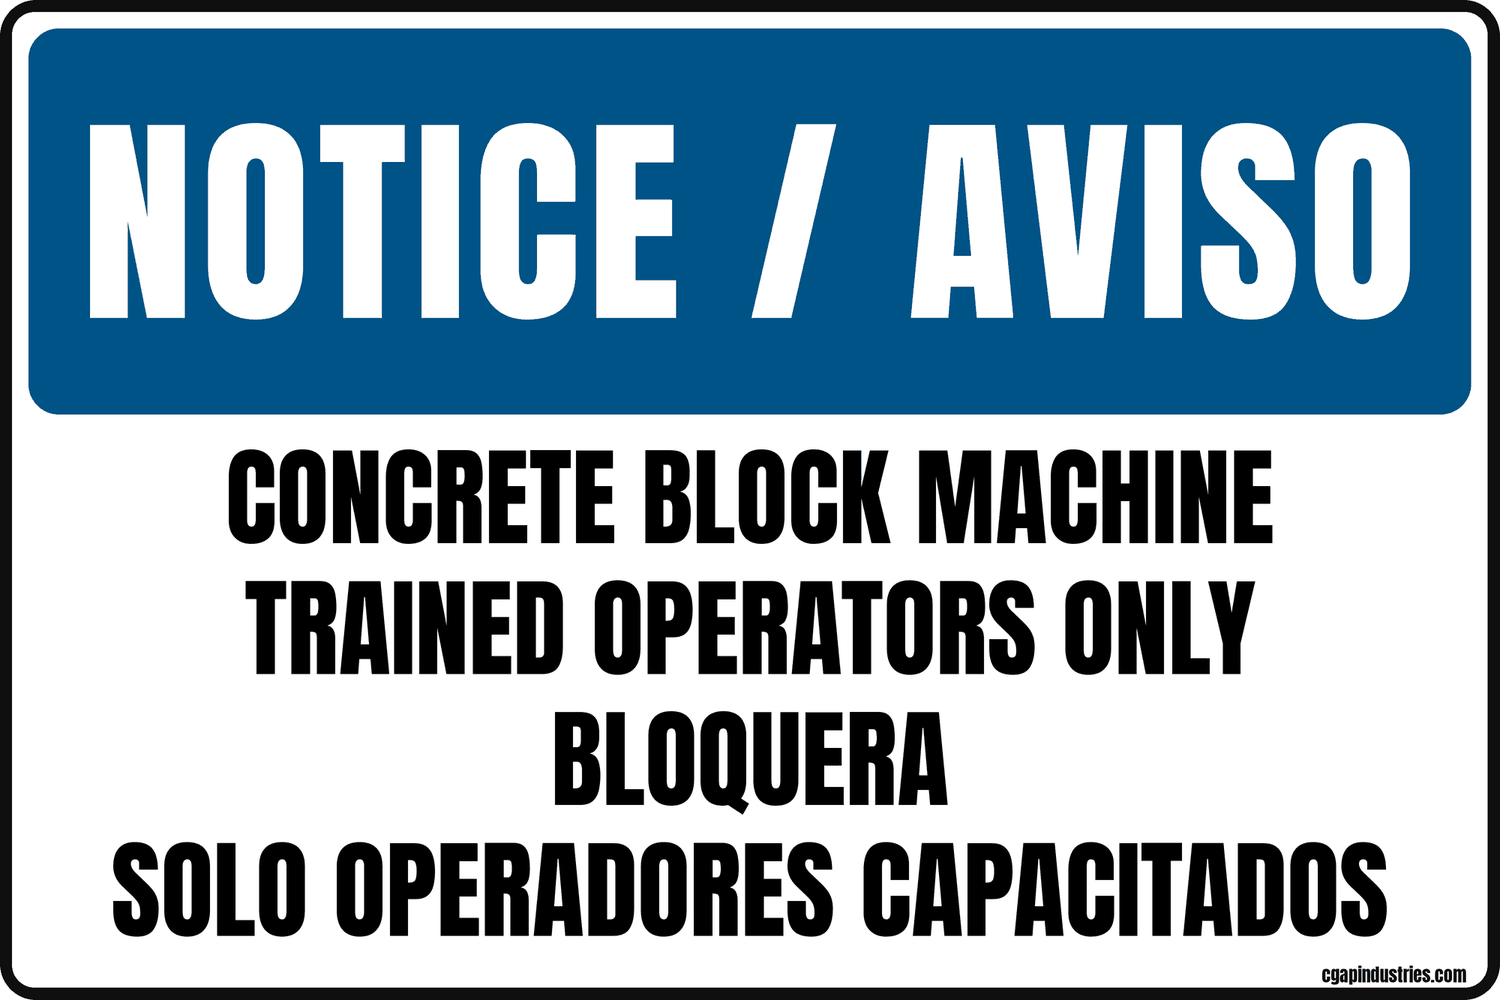 NOTICE / AVISO
CONCRETE BLOCK MACHINE
TRAINED OPERATORS ONLY
BLOQUERA
SOLO OPERADORES CAPACITADOS
cgapindustries.com